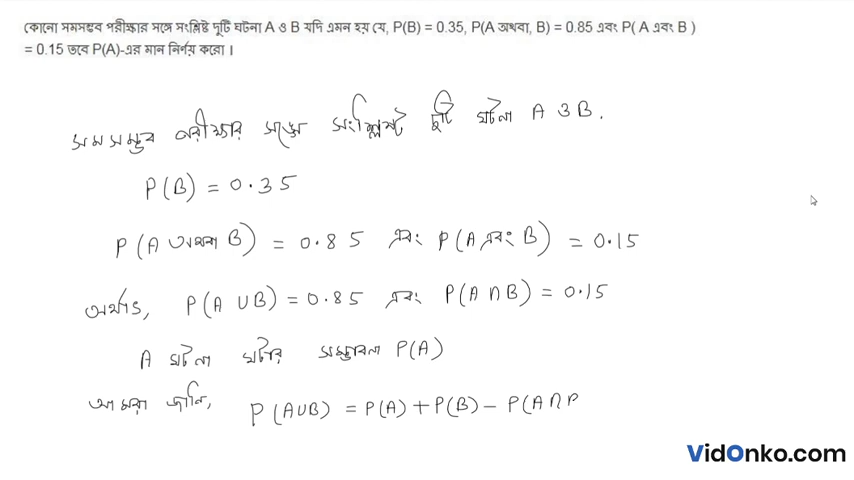 কোনো সমসম্ভব পরীক্ষার সঙ্গে সংশ্লিষ্ট দুটি ঘটনা A ও B যদি এমন হয় যে, P(B) = 0.35, P(A অথবা, B) = 0.85 এবং P( A এবং B )
= 0.15 তবে P(A)-এর মান নির্ণয় করো ।
সমসম্ভব পরীক্ষার সঙ্গে সংশ্লিষ্ট দুটি ঘটনা A ও B.
P(B) = 0.35
P(A অথবা B) = 0.85 এবং P(A এবং B) = 0.15
অর্থাৎ, P(A ∪ B) = 0.85 এবং P(A ∩ B) = 0.15
A ঘটনা ঘটার সম্ভাবনা P(A)
আমরা জানি, P(A∪B) = P(A) + P(B) − P(A ∩ P
VidOnko.com